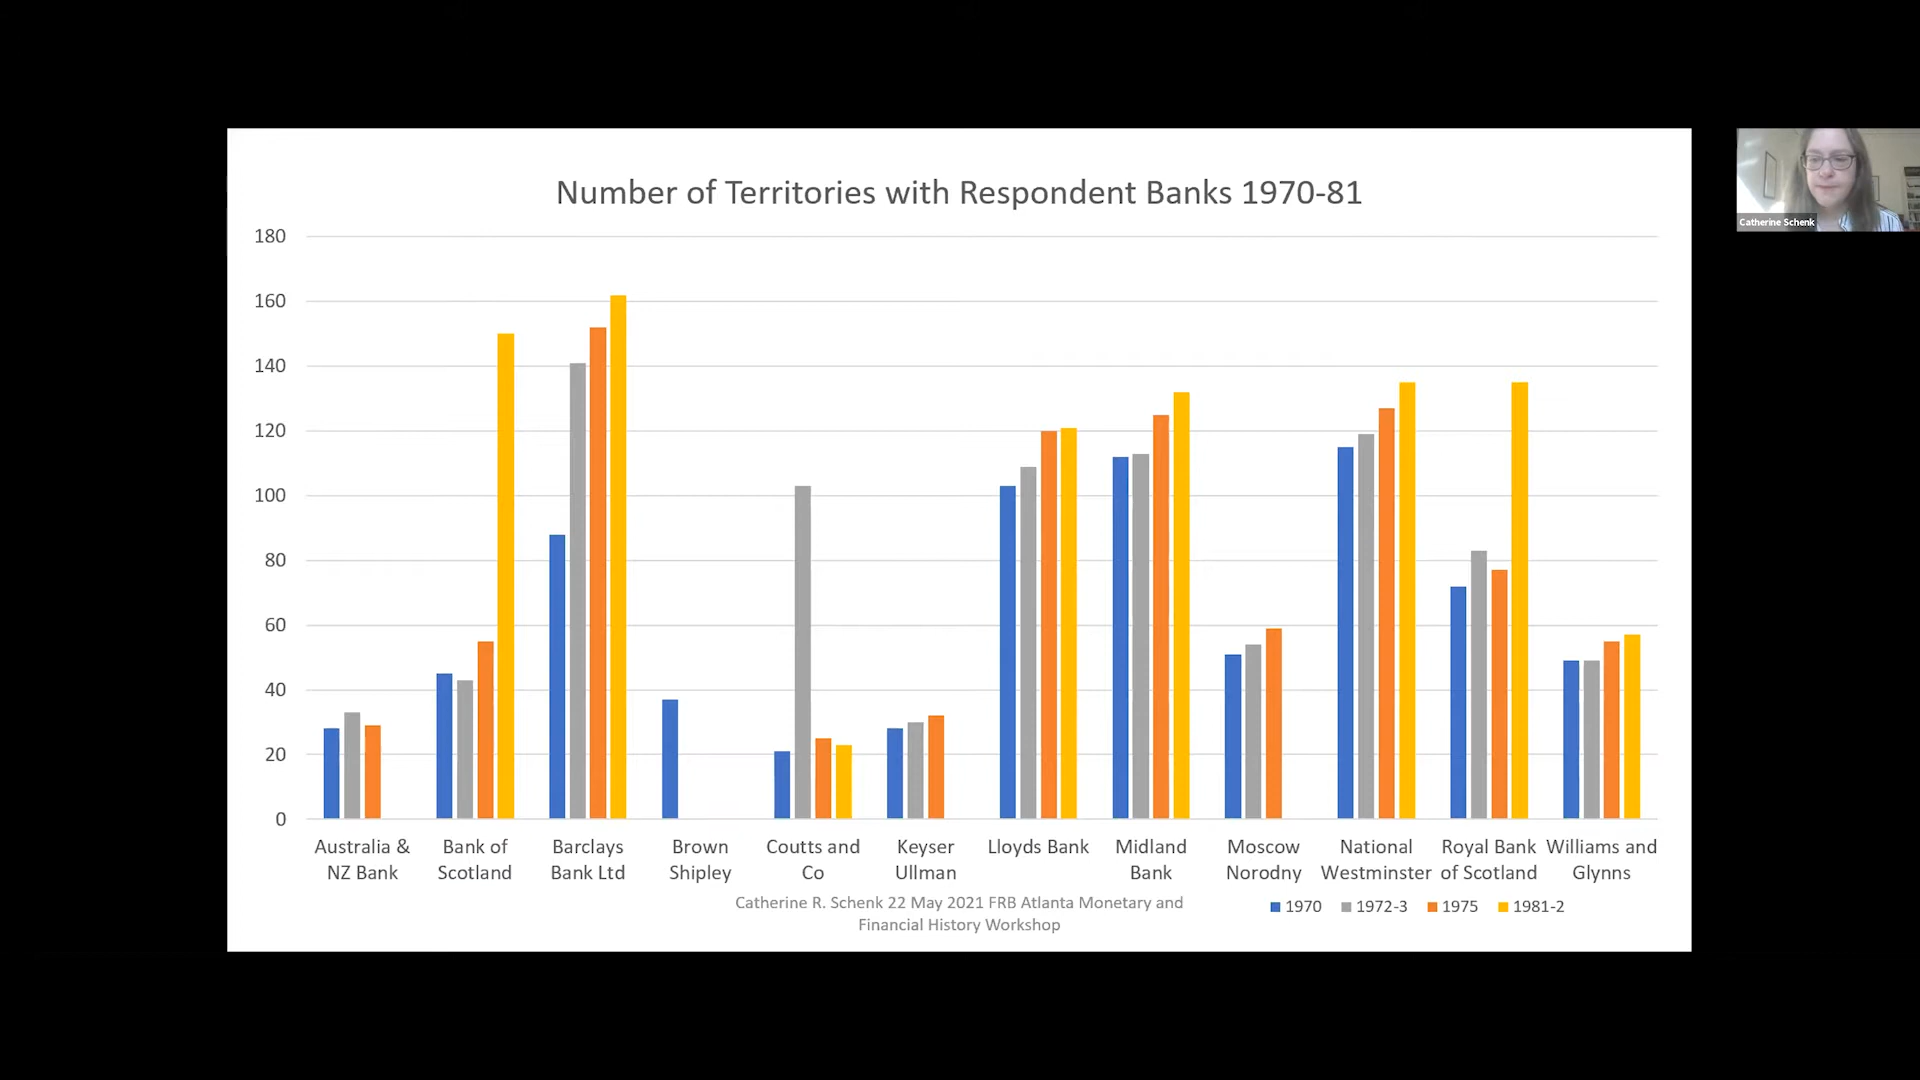 Number of Territories with Respondent Banks 1970-81
180
160
140
120
100
80
60
40
20
0
Australia &
NZ Bank
Bank of
Scotland
Barclays
Bank Ltd
Brown
Shipley
Coutts and
Co
Keyser
Ullman
Lloyds Bank
Midland
Bank
Moscow
Norodny
National
Westminster
Royal Bank
of Scotland
Williams and
Glynns
Catherine R. Schenk 22 May 2021 FRB Atlanta Monetary and
Financial History Workshop
1970 1972-3 1975 1981-2
Catherine Schenk